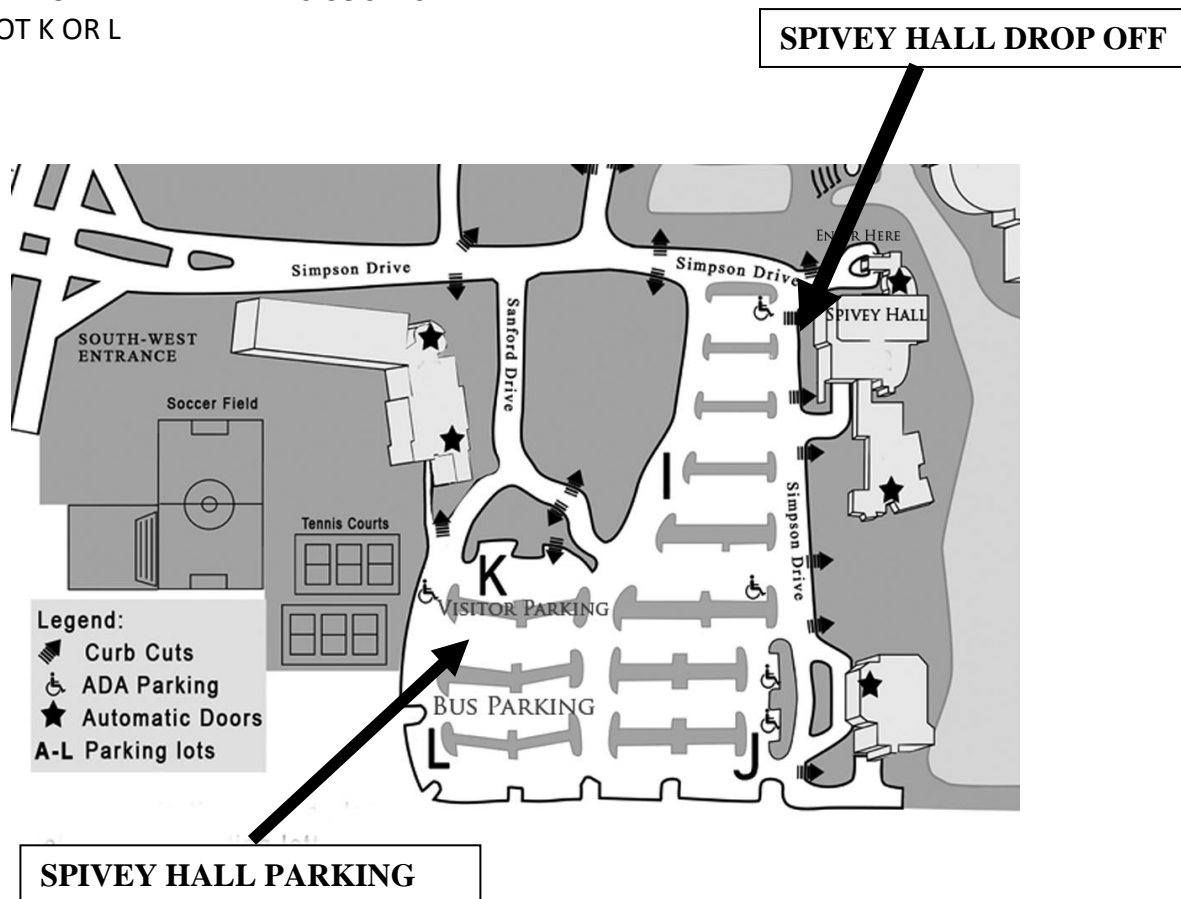 OT K OR L
SPIVEY HALL DROP OFF
ENTER HERE
Simpson Drive
Simpson Drive
SPIVEY HALL
SOUTH-WEST
ENTRANCE
Sanford Drive
Soccer Field
I
Simpson Drive
Tennis Courts
K
VISITOR PARKING
Legend:
Curb Cuts
ADA Parking
Automatic Doors
A-L Parking lots
BUS PARKING
L
J
SPIVEY HALL PARKING